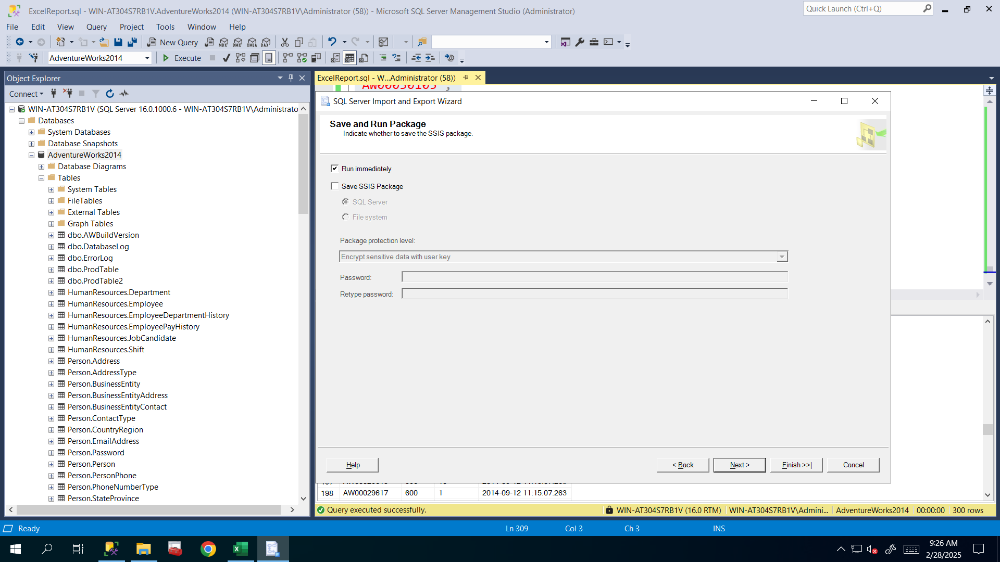 ExcelReport.sql - WIN-AT304S7RB1V.AdventureWorks2014 (WIN-AT304S7RB1V\Administrator (58)) - Microsoft SQL Server Management Studio (Administrator)
Quick Launch (Ctrl+Q)
File Edit View Query Project Tools Window Help
New Query
MDX DMX XMLA DAX
AdventureWorks2014
Execute
Object Explorer
ExcelReport.sql - W...Administrator (58))
Connect
AW00030105 ,
WIN-AT304S7RB1V (SQL Server 16.0.1000.6 - WIN-AT304S7RB1V\Administrato
Databases
System Databases
Database Snapshots
AdventureWorks2014
Database Diagrams
Tables
System Tables
FileTables
External Tables
Graph Tables
dbo.AWBuildVersion
dbo.DatabaseLog
dbo.ErrorLog
dbo.ProdTable
dbo.ProdTable2
HumanResources.Department
HumanResources.Employee
HumanResources.EmployeeDepartmentHistory
HumanResources.EmployeePayHistory
HumanResources.JobCandidate
HumanResources.Shift
Person.Address
Person.AddressType
Person.BusinessEntity
Person.BusinessEntityAddress
Person.BusinessEntityContact
Person.ContactType
Person.CountryRegion
Person.EmailAddress
Person.Password
Person.Person
Person.PersonPhone
Person.PhoneNumberType
Person.StateProvince
SQL Server Import and Export Wizard
Save and Run Package
Indicate whether to save the SSIS package.
Run immediately
Save SSIS Package
SQL Server
File system
Package protection level:
Encrypt sensitive data with user key
Password:
Retype password:
Help
< Back
Next >
Finish >>|
Cancel
198 AW00029617 600 1 2014-09-12 11:15:07.263
Query executed successfully.
WIN-AT304S7RB1V (16.0 RTM) WIN-AT304S7RB1V\Admini... AdventureWorks2014 00:00:00 300 rows
Ready
Ln 309 Col 3 Ch 3 INS
9:26 AM
2/28/2025